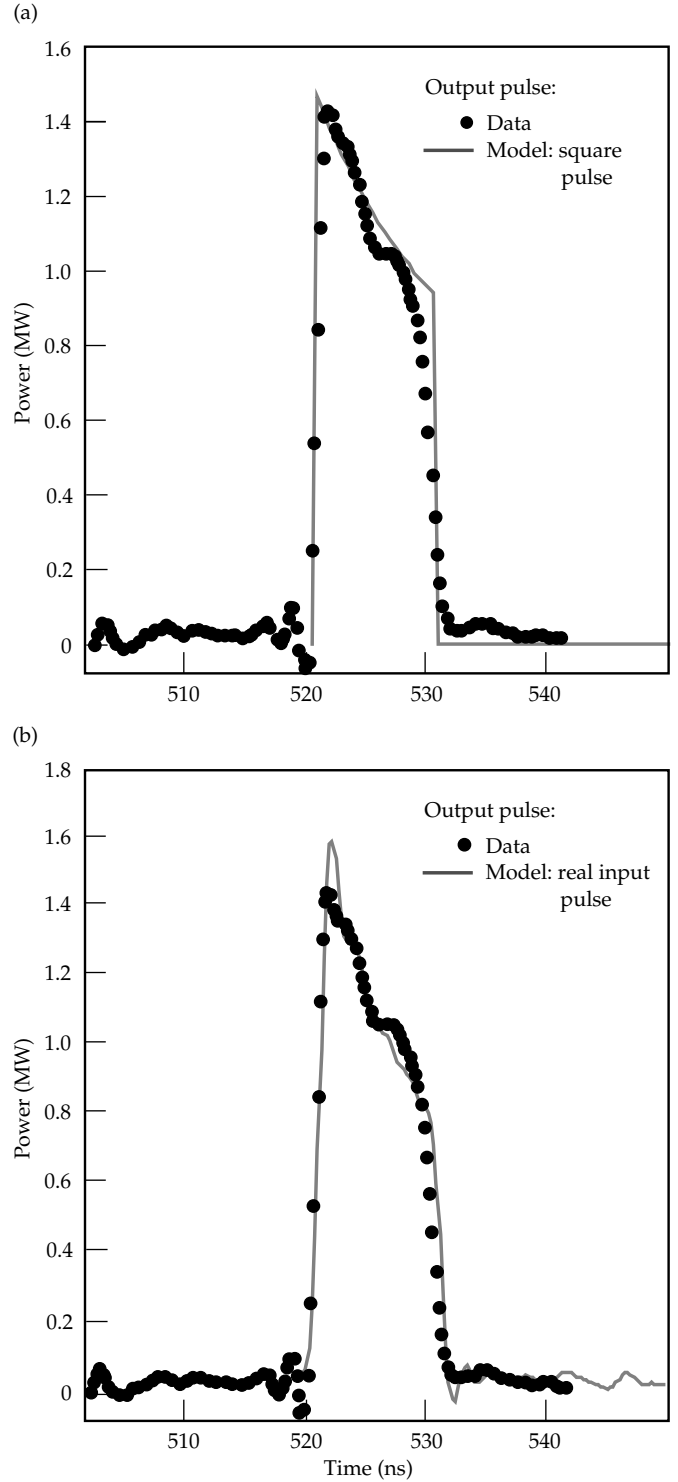 (a)
1.6
1.4
1.2
1.0
0.8
0.6
0.4
0.2
0
Power (MW)
Output pulse:
Data
Model: square
pulse
510
520
530
540
(b)
1.8
1.6
1.4
1.2
1.0
0.8
0.6
0.4
0.2
0
Power (MW)
Output pulse:
Data
Model: real input
pulse
510
520
530
540
Time (ns)